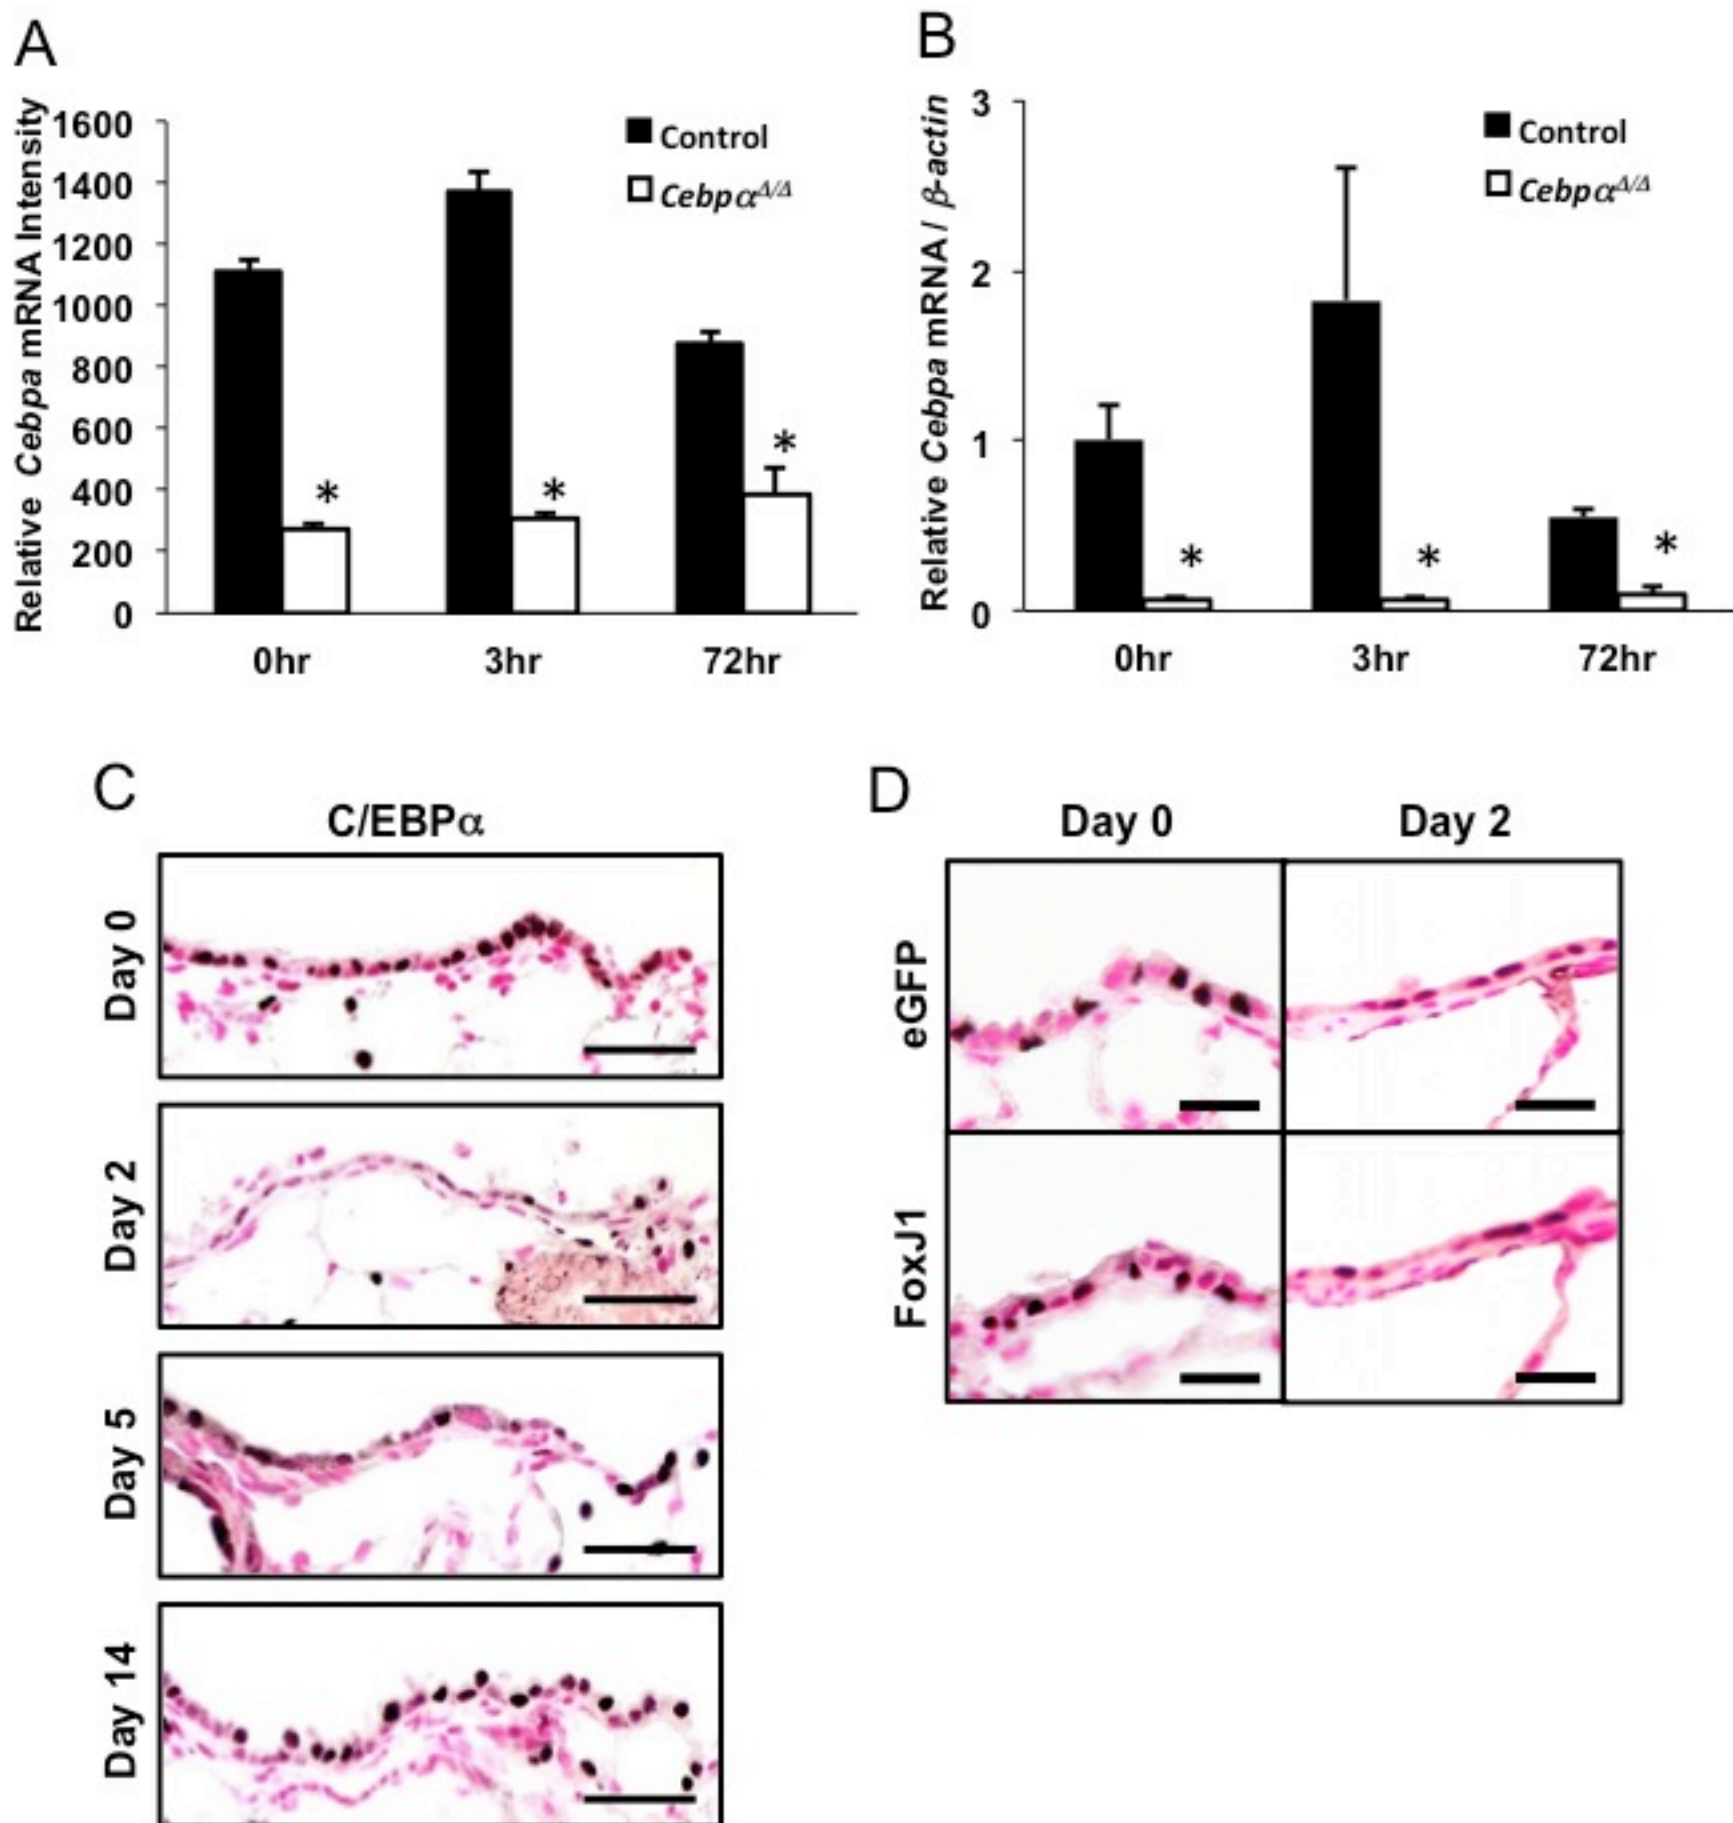 A
Relative Cebpa mRNA Intensity
1600
1400
1200
1000
800
600
400
200
0
Control
Cebpα^Δ/Δ
*
*
*
0hr
3hr
72hr
B
Relative Cebpa mRNA / β-actin
3
2
1
0
Control
Cebpα^Δ/Δ
*
*
*
0hr
3hr
72hr
C
C/EBPα
Day 0
Day 2
Day 5
Day 14
D
Day 0
Day 2
eGFP
FoxJ1